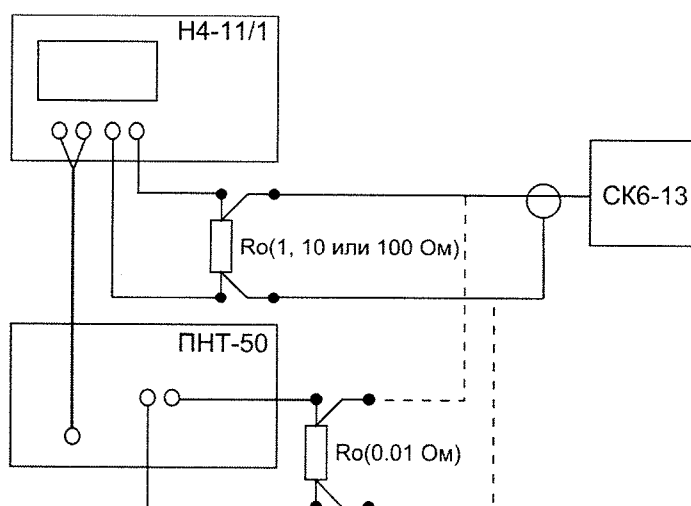 Н4-11/1
СК6-13
Ro(1, 10 или 100 Ом)
ПНТ-50
Ro(0.01 Ом)